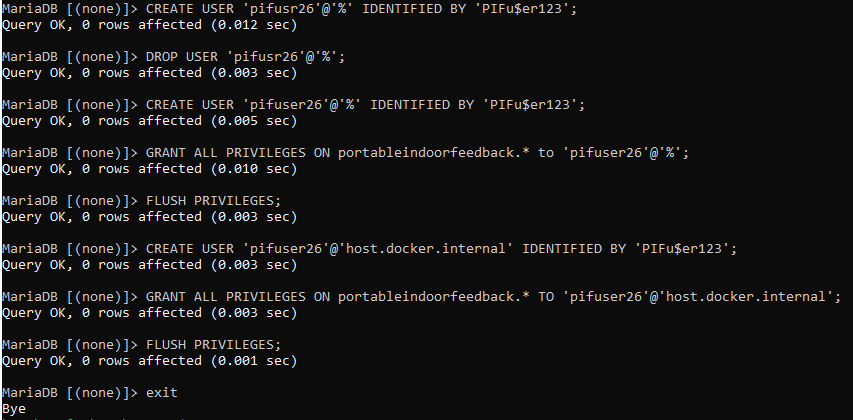 MariaDB [(none)]> CREATE USER 'pifusr26'@'%' IDENTIFIED BY 'PIFu$er123';
Query OK, 0 rows affected (0.012 sec)
MariaDB [(none)]> DROP USER 'pifusr26'@'%';
Query OK, 0 rows affected (0.003 sec)
MariaDB [(none)]> CREATE USER 'pifuser26'@'%' IDENTIFIED BY 'PIFu$er123';
Query OK, 0 rows affected (0.005 sec)
MariaDB [(none)]> GRANT ALL PRIVILEGES ON portableindoorfeedback.* to 'pifuser26'@'%';
Query OK, 0 rows affected (0.010 sec)
MariaDB [(none)]> FLUSH PRIVILEGES;
Query OK, 0 rows affected (0.003 sec)
MariaDB [(none)]> CREATE USER 'pifuser26'@'host.docker.internal' IDENTIFIED BY 'PIFu$er123';
Query OK, 0 rows affected (0.003 sec)
MariaDB [(none)]> GRANT ALL PRIVILEGES ON portableindoorfeedback.* TO 'pifuser26'@'host.docker.internal';
Query OK, 0 rows affected (0.003 sec)
MariaDB [(none)]> FLUSH PRIVILEGES;
Query OK, 0 rows affected (0.001 sec)
MariaDB [(none)]> exit
Bye